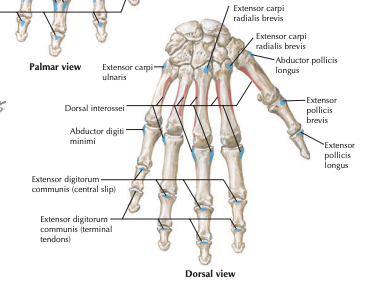 Extensor carpi
radialis brevis
Extensor carpi
radialis brevis
Abductor pollicis
longus
Palmar view
Extensor carpi
ulnaris
Dorsal interossei
Extensor
pollicis
brevis
Abductor digiti
minimi
Extensor
pollicis
longus
Extensor digitorum
communis (central slip)
Extensor digitorum
communis (terminal
tendons)
Dorsal view